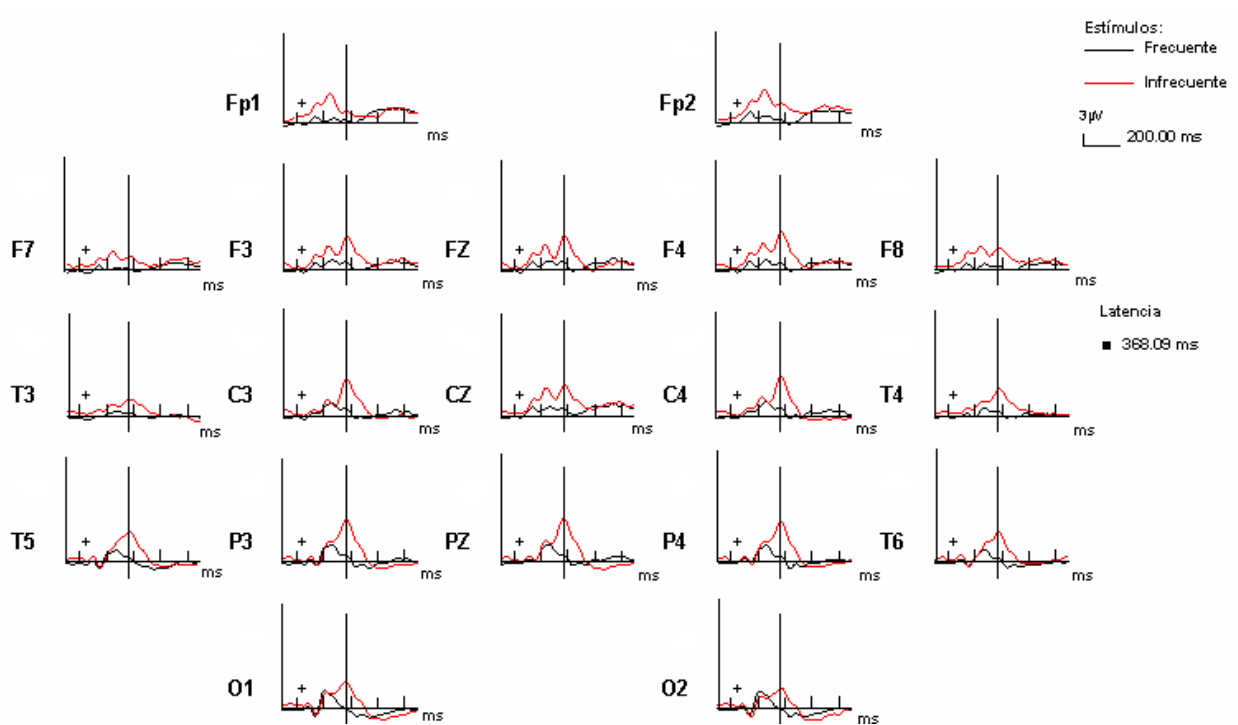 Estímulos:
Frecuente
Infrecuente
3µV
200.00 ms
Fp1
ms
Fp2
ms
F7
ms
F3
ms
FZ
ms
F4
ms
F8
ms
Latencia
368.09 ms
T3
ms
C3
ms
CZ
ms
C4
ms
T4
ms
T5
ms
P3
ms
PZ
ms
P4
ms
T6
ms
O1
ms
O2
ms